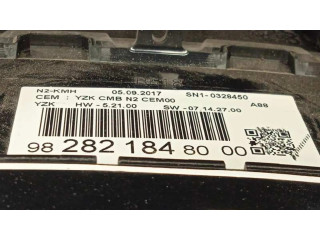 N2-KMH 05.09.2017 SN1-0328450
CEM : YZK CMB N2 CEM00
YZK HW-5.21.00 SW-07.14.27.00 A88
98 282 184 80 00